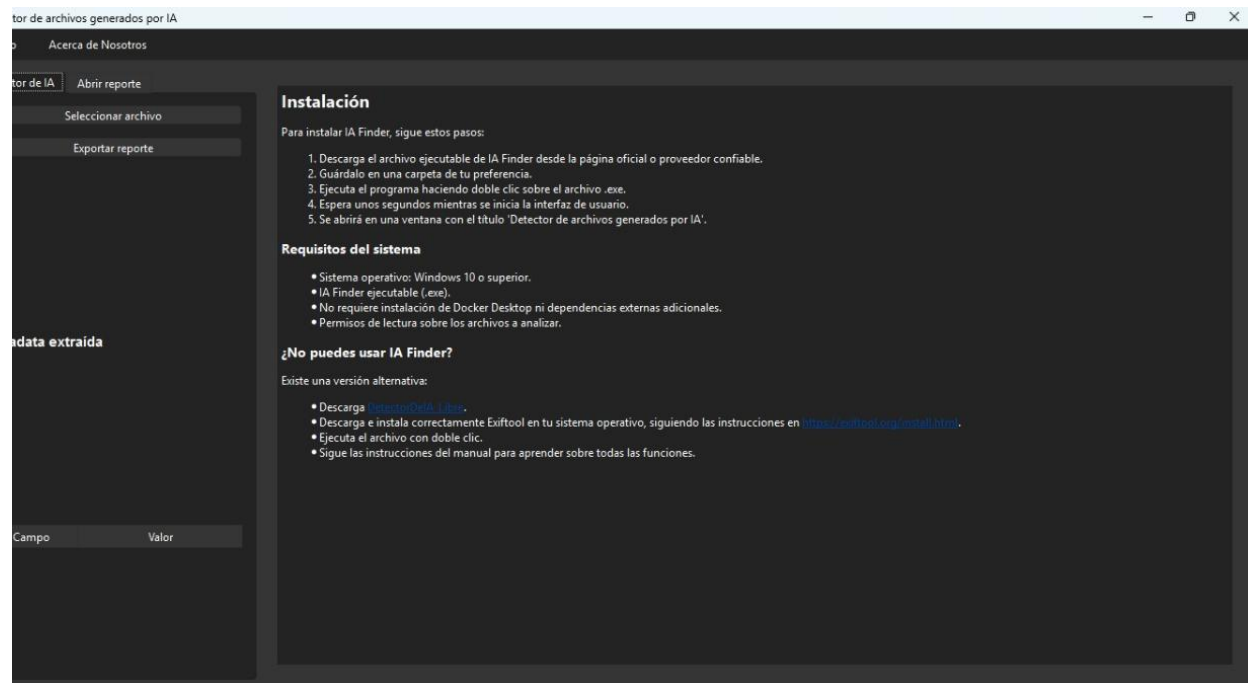 tor de archivos generados por IA
o Acerca de Nosotros
tor de IA Abrir reporte
Seleccionar archivo
Exportar reporte
adata extraída
Campo Valor
Instalación
Para instalar IA Finder, sigue estos pasos:
1. Descarga el archivo ejecutable de IA Finder desde la página oficial o proveedor confiable.
2. Guárdalo en una carpeta de tu preferencia.
3. Ejecuta el programa haciendo doble clic sobre el archivo .exe.
4. Espera unos segundos mientras se inicia la interfaz de usuario.
5. Se abrirá en una ventana con el título 'Detector de archivos generados por IA'.
Requisitos del sistema
• Sistema operativo: Windows 10 o superior.
• IA Finder ejecutable (.exe).
• No requiere instalación de Docker Desktop ni dependencias externas adicionales.
• Permisos de lectura sobre los archivos a analizar.
¿No puedes usar IA Finder?
Existe una versión alternativa:
• Descarga DetectorDeIA_Libre.
• Descarga e instala correctamente Exiftool en tu sistema operativo, siguiendo las instrucciones en https://exiftool.org/install.html.
• Ejecuta el archivo con doble clic.
• Sigue las instrucciones del manual para aprender sobre todas las funciones.